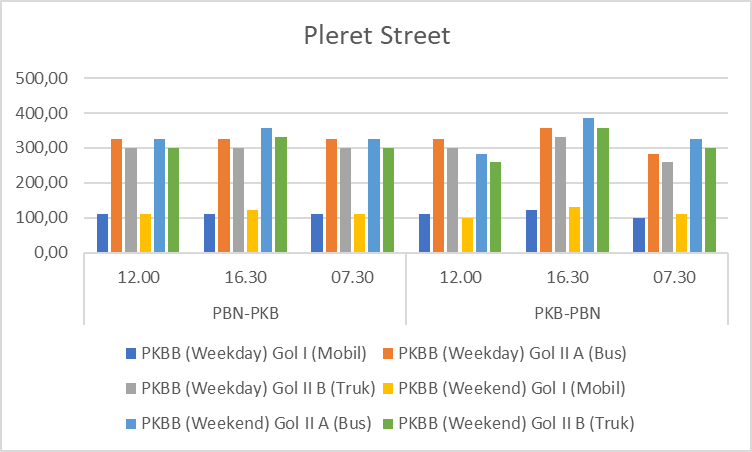 Pleret Street
500,00
400,00
300,00
200,00
100,00
0,00
12.00 16.30 07.30 12.00 16.30 07.30
PBN-PKB PKB-PBN
PKBB (Weekday) Gol I (Mobil) PKBB (Weekday) Gol II A (Bus)
PKBB (Weekday) Gol II B (Truk) PKBB (Weekend) Gol I (Mobil)
PKBB (Weekend) Gol II A (Bus) PKBB (Weekend) Gol II B (Truk)